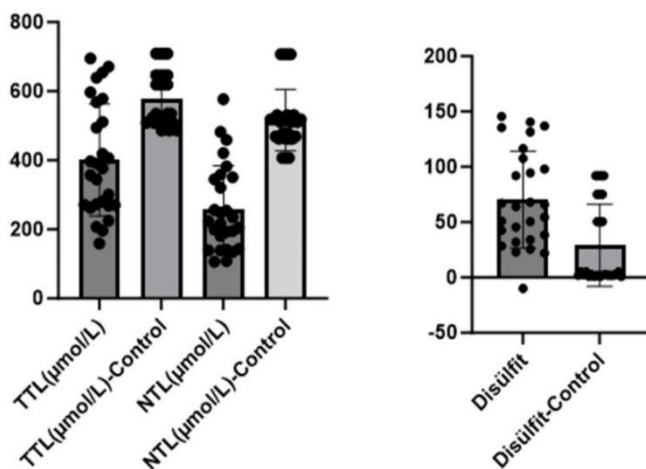 800
600
400
200
0
TTL(µmol/L)
TTL(µmol/L)-Control
NTL(µmol/L)
NTL(µmol/L)-Control
200
150
100
50
0
-50
Disülfit
Disülfit-Control